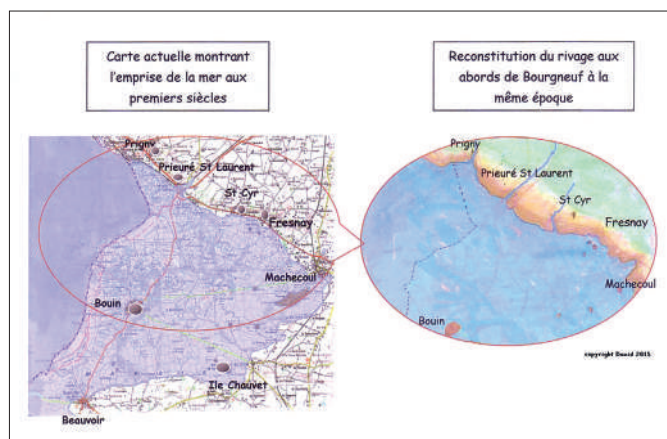 Carte actuelle montrant
l'emprise de la mer aux
premiers siècles
Reconstitution du rivage aux
abords de Bourgneuf à la
même époque
Prigny
Prieuré St Laurent
St Cyr
Fresnay
Machecoul
Bouin
Ile Chauvet
Beauvoir
Prigny
Prieuré St Laurent
St Cyr
Fresnay
Machecoul
Bouin
copyright Douid 2015